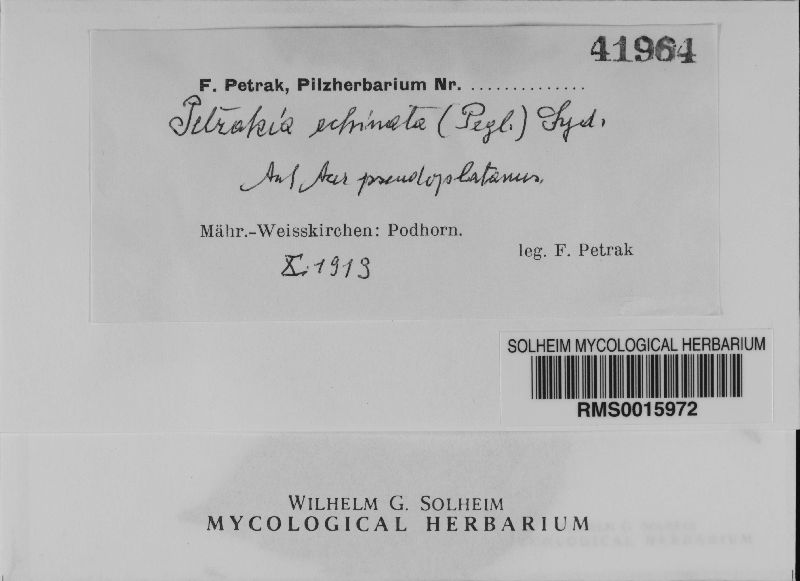 41964
F. Petrak, Pilzherbarium Nr. ..............
Petrakia echinata (Pegl.) Syd.
Auf Acer pseudoplatanus.
Mähr.-Weisskirchen: Podhorn.
leg. F. Petrak
X. 1913
SOLHEIM MYCOLOGICAL HERBARIUM
RMS0015972
WILHELM G. SOLHEIM
MYCOLOGICAL HERBARIUM